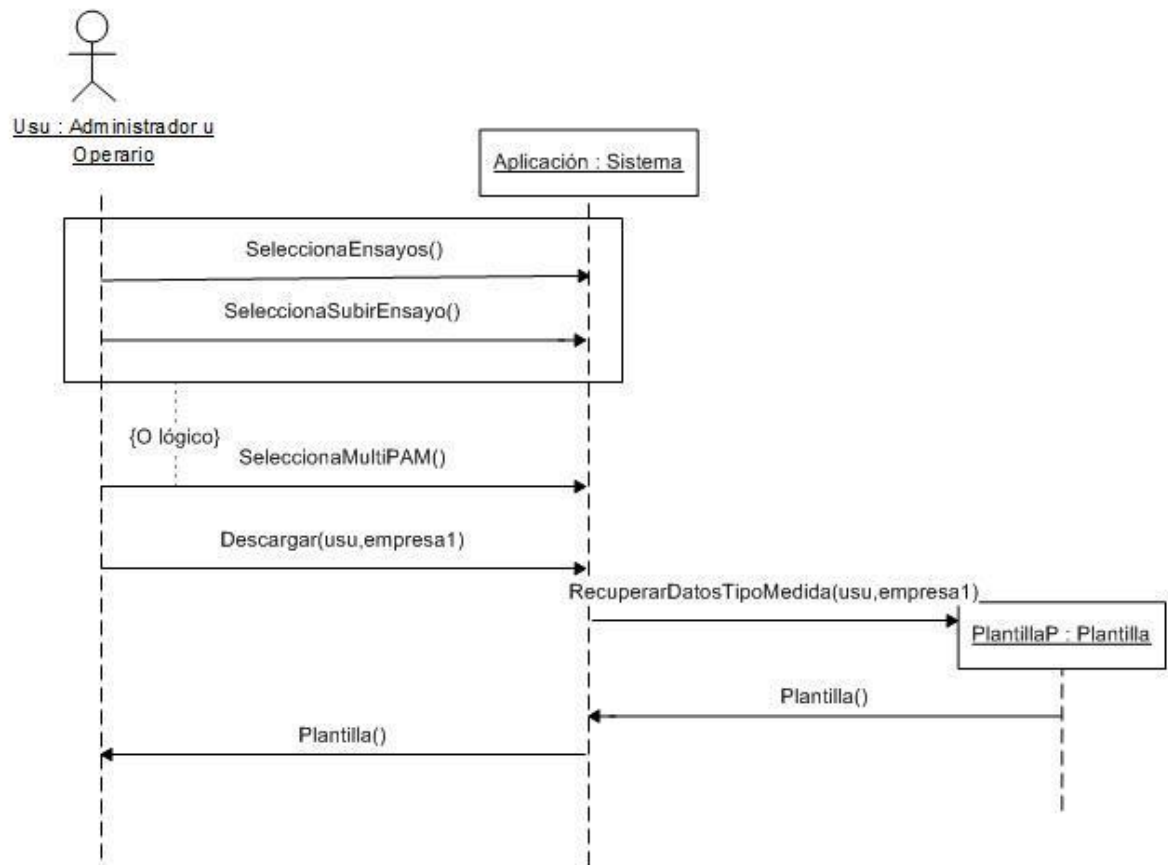 Usu : Administrador u
Operario
Aplicación : Sistema
SeleccionaEnsayos()
SeleccionaSubirEnsayo()
{O lógico}
SeleccionaMultiPAM()
Descargar(usu,empresa1)
RecuperarDatosTipoMedida(usu,empresa1)
PlantillaP : Plantilla
Plantilla()
Plantilla()